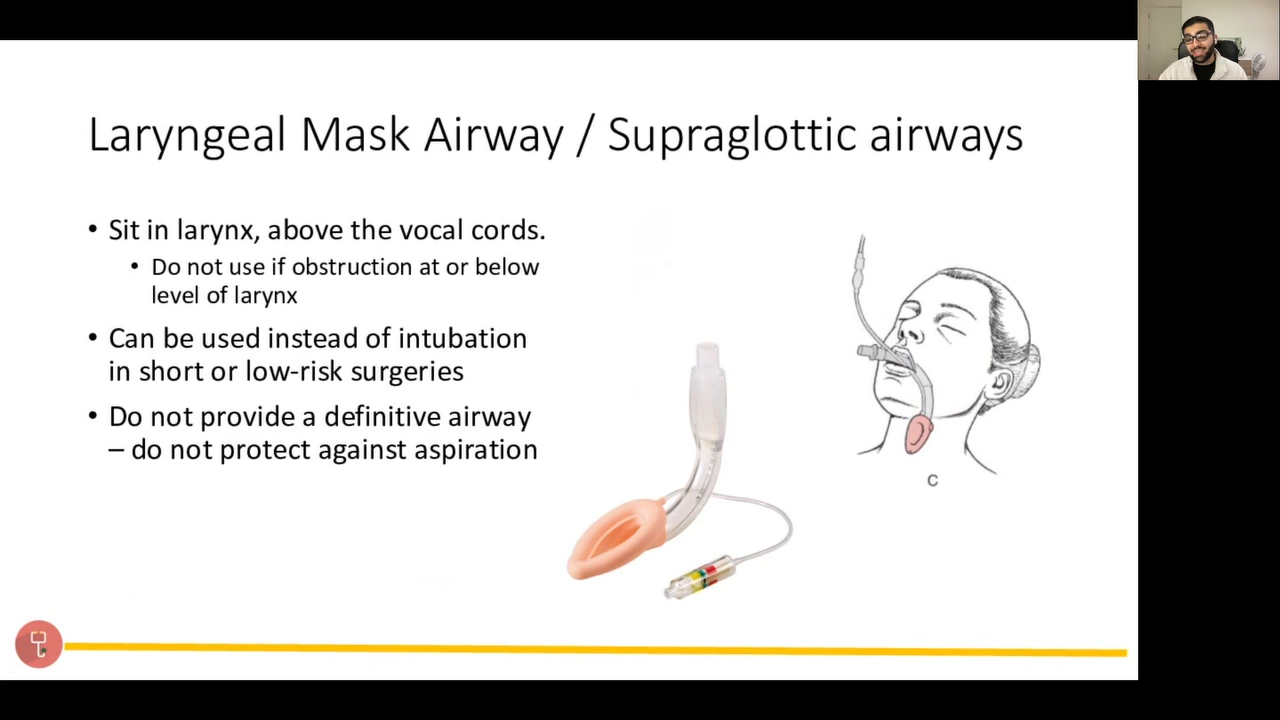 Laryngeal Mask Airway / Supraglottic airways
• Sit in larynx, above the vocal cords.
• Do not use if obstruction at or below
level of larynx
• Can be used instead of intubation
in short or low-risk surgeries
• Do not provide a definitive airway
– do not protect against aspiration
C